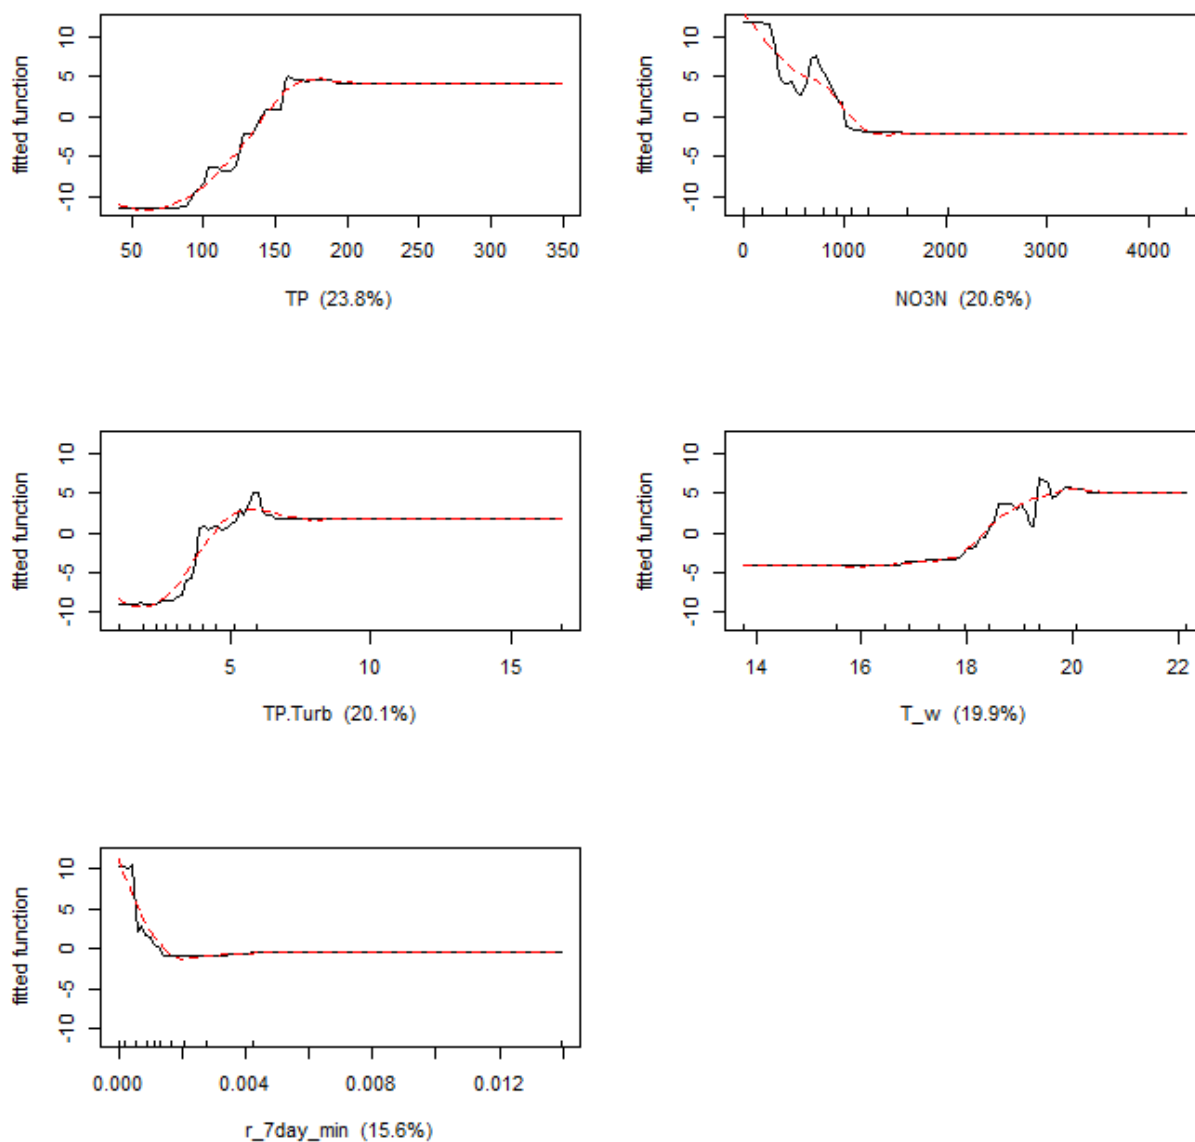 fitted function
10
5
0
-5
-10
50 100 150 200 250 300 350
TP (23.8%)
fitted function
10
5
0
-5
-10
0 1000 2000 3000 4000
NO3N (20.6%)
fitted function
10
5
0
-5
-10
5 10 15
TP.Turb (20.1%)
fitted function
10
5
0
-5
-10
14 16 18 20 22
T_w (19.9%)
fitted function
10
5
0
-5
-10
0.000 0.004 0.008 0.012
r_7day_min (15.6%)